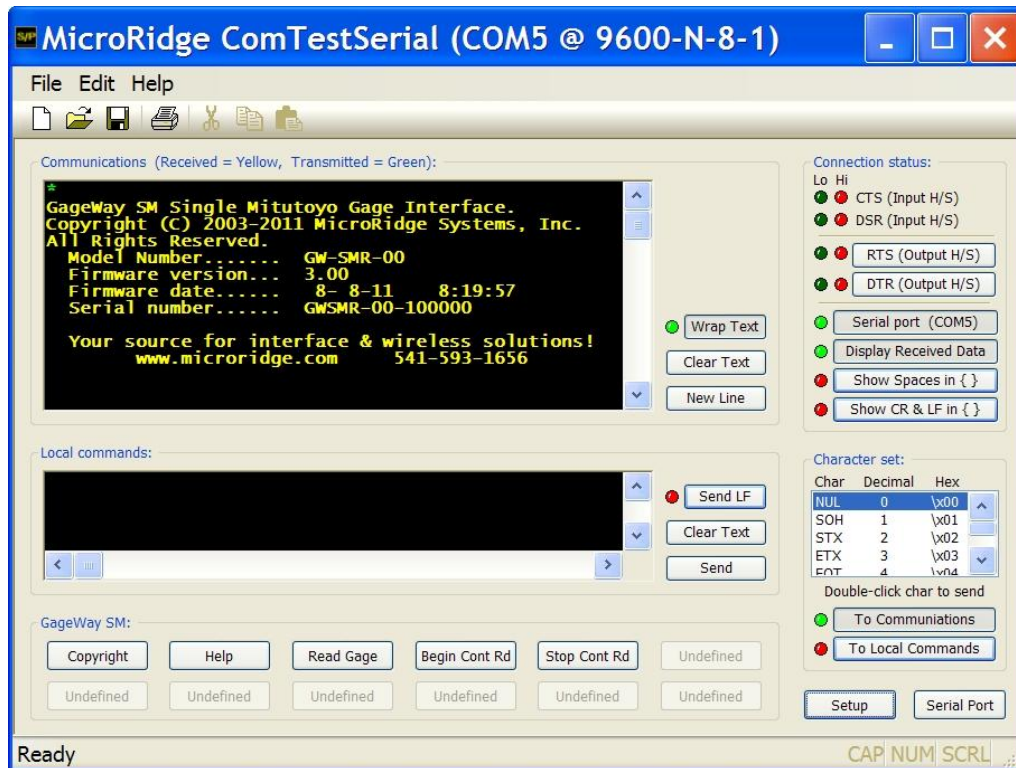 S/P MicroRidge ComTestSerial (COM5 @ 9600-N-8-1)
File Edit Help
Communications (Received = Yellow, Transmitted = Green):
*
GageWay SM Single Mitutoyo Gage Interface.
Copyright (C) 2003-2011 MicroRidge Systems, Inc.
All Rights Reserved.
Model Number....... GW-SMR-00
Firmware version... 3.00
Firmware date...... 8- 8-11 8:19:57
Serial number...... GWSMR-00-100000
Your source for interface & wireless solutions!
www.microridge.com 541-593-1656
Wrap Text
Clear Text
New Line
Local commands:
Send LF
Clear Text
Send
GageWay SM:
Copyright Help Read Gage Begin Cont Rd Stop Cont Rd Undefined
Undefined Undefined Undefined Undefined Undefined Undefined
Connection status:
Lo Hi
CTS (Input H/S)
DSR (Input H/S)
RTS (Output H/S)
DTR (Output H/S)
Serial port (COM5)
Display Received Data
Show Spaces in { }
Show CR & LF in { }
Character set:
Char Decimal Hex
NUL 0 \x00
SOH 1 \x01
STX 2 \x02
ETX 3 \x03
EOT 4 \x04
Double-click char to send
To Communiations
To Local Commands
Setup Serial Port
Ready CAP NUM SCRL